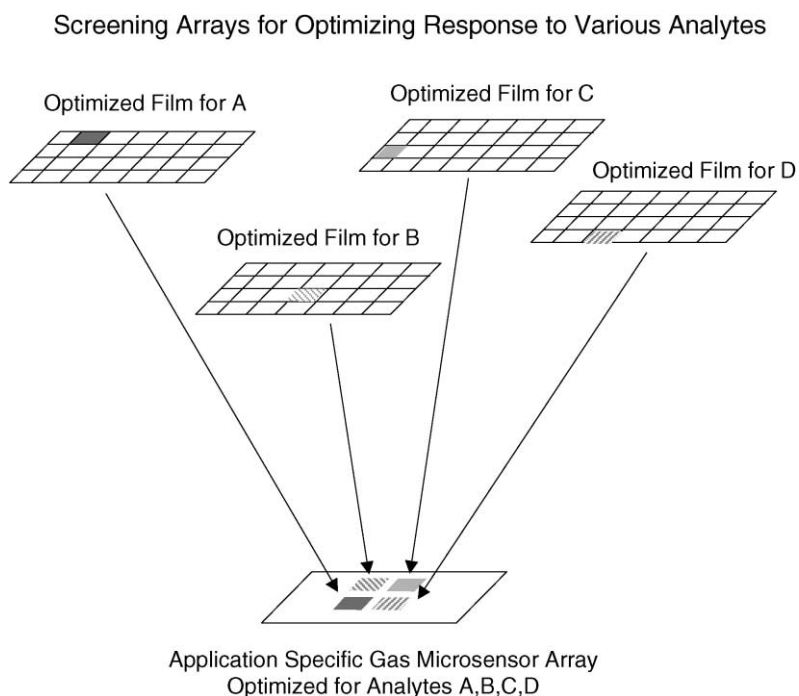 Screening Arrays for Optimizing Response to Various Analytes
Optimized Film for A
Optimized Film for C
Optimized Film for D
Optimized Film for B
Application Specific Gas Microsensor Array
Optimized for Analytes A,B,C,D